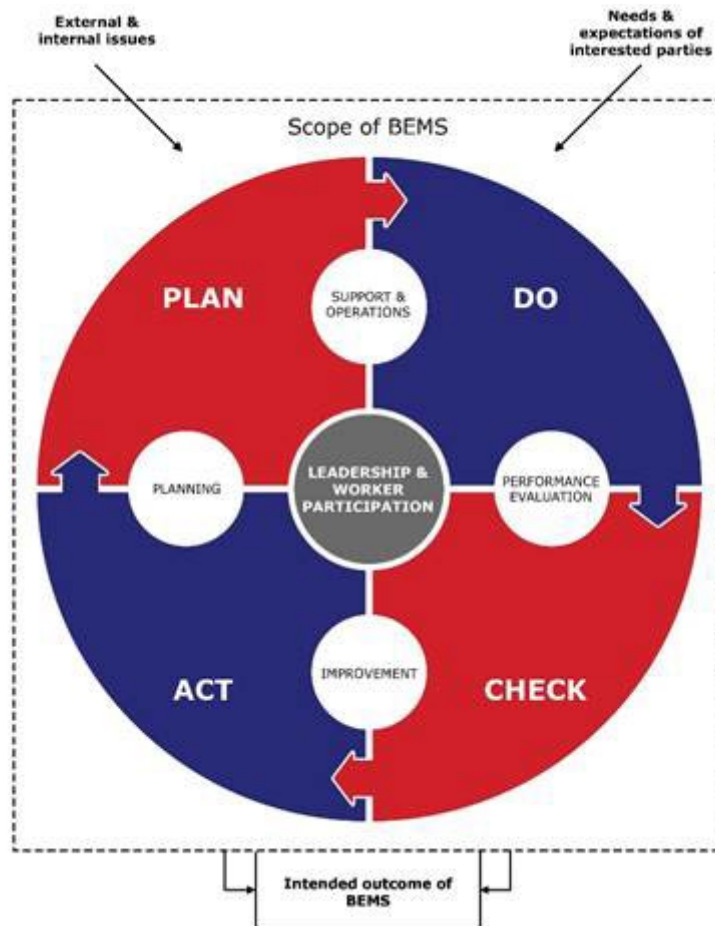 External &
internal issues
Needs &
expectations of
interested parties
Scope of BEMS
PLAN
DO
SUPPORT &
OPERATIONS
PLANNING
LEADERSHIP &
WORKER
PARTICIPATION
PERFORMANCE
EVALUATION
IMPROVEMENT
ACT
CHECK
Intended outcome of
BEMS